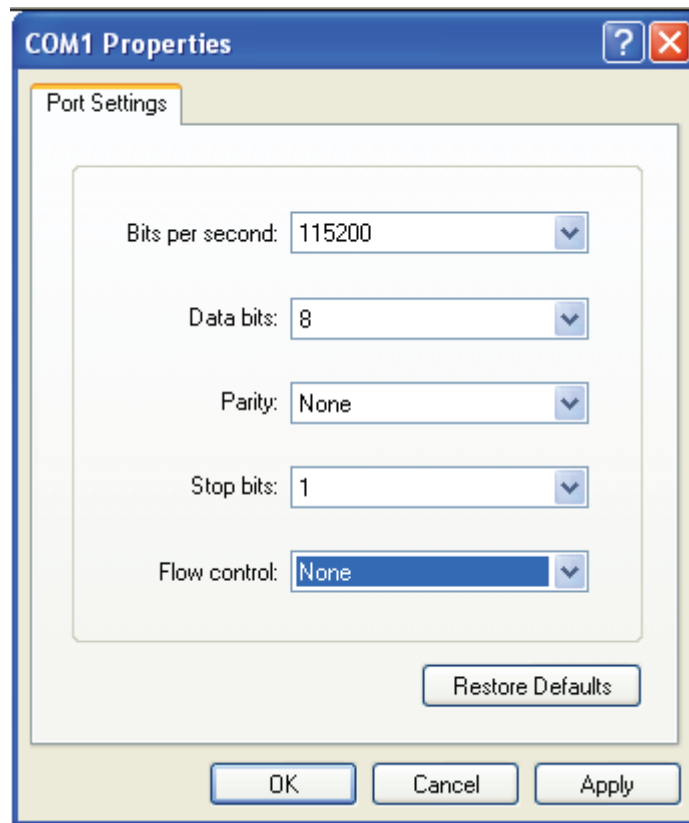 COM1 Properties
Port Settings
Bits per second: 115200
Data bits: 8
Parity: None
Stop bits: 1
Flow control: None
Restore Defaults
OK Cancel Apply